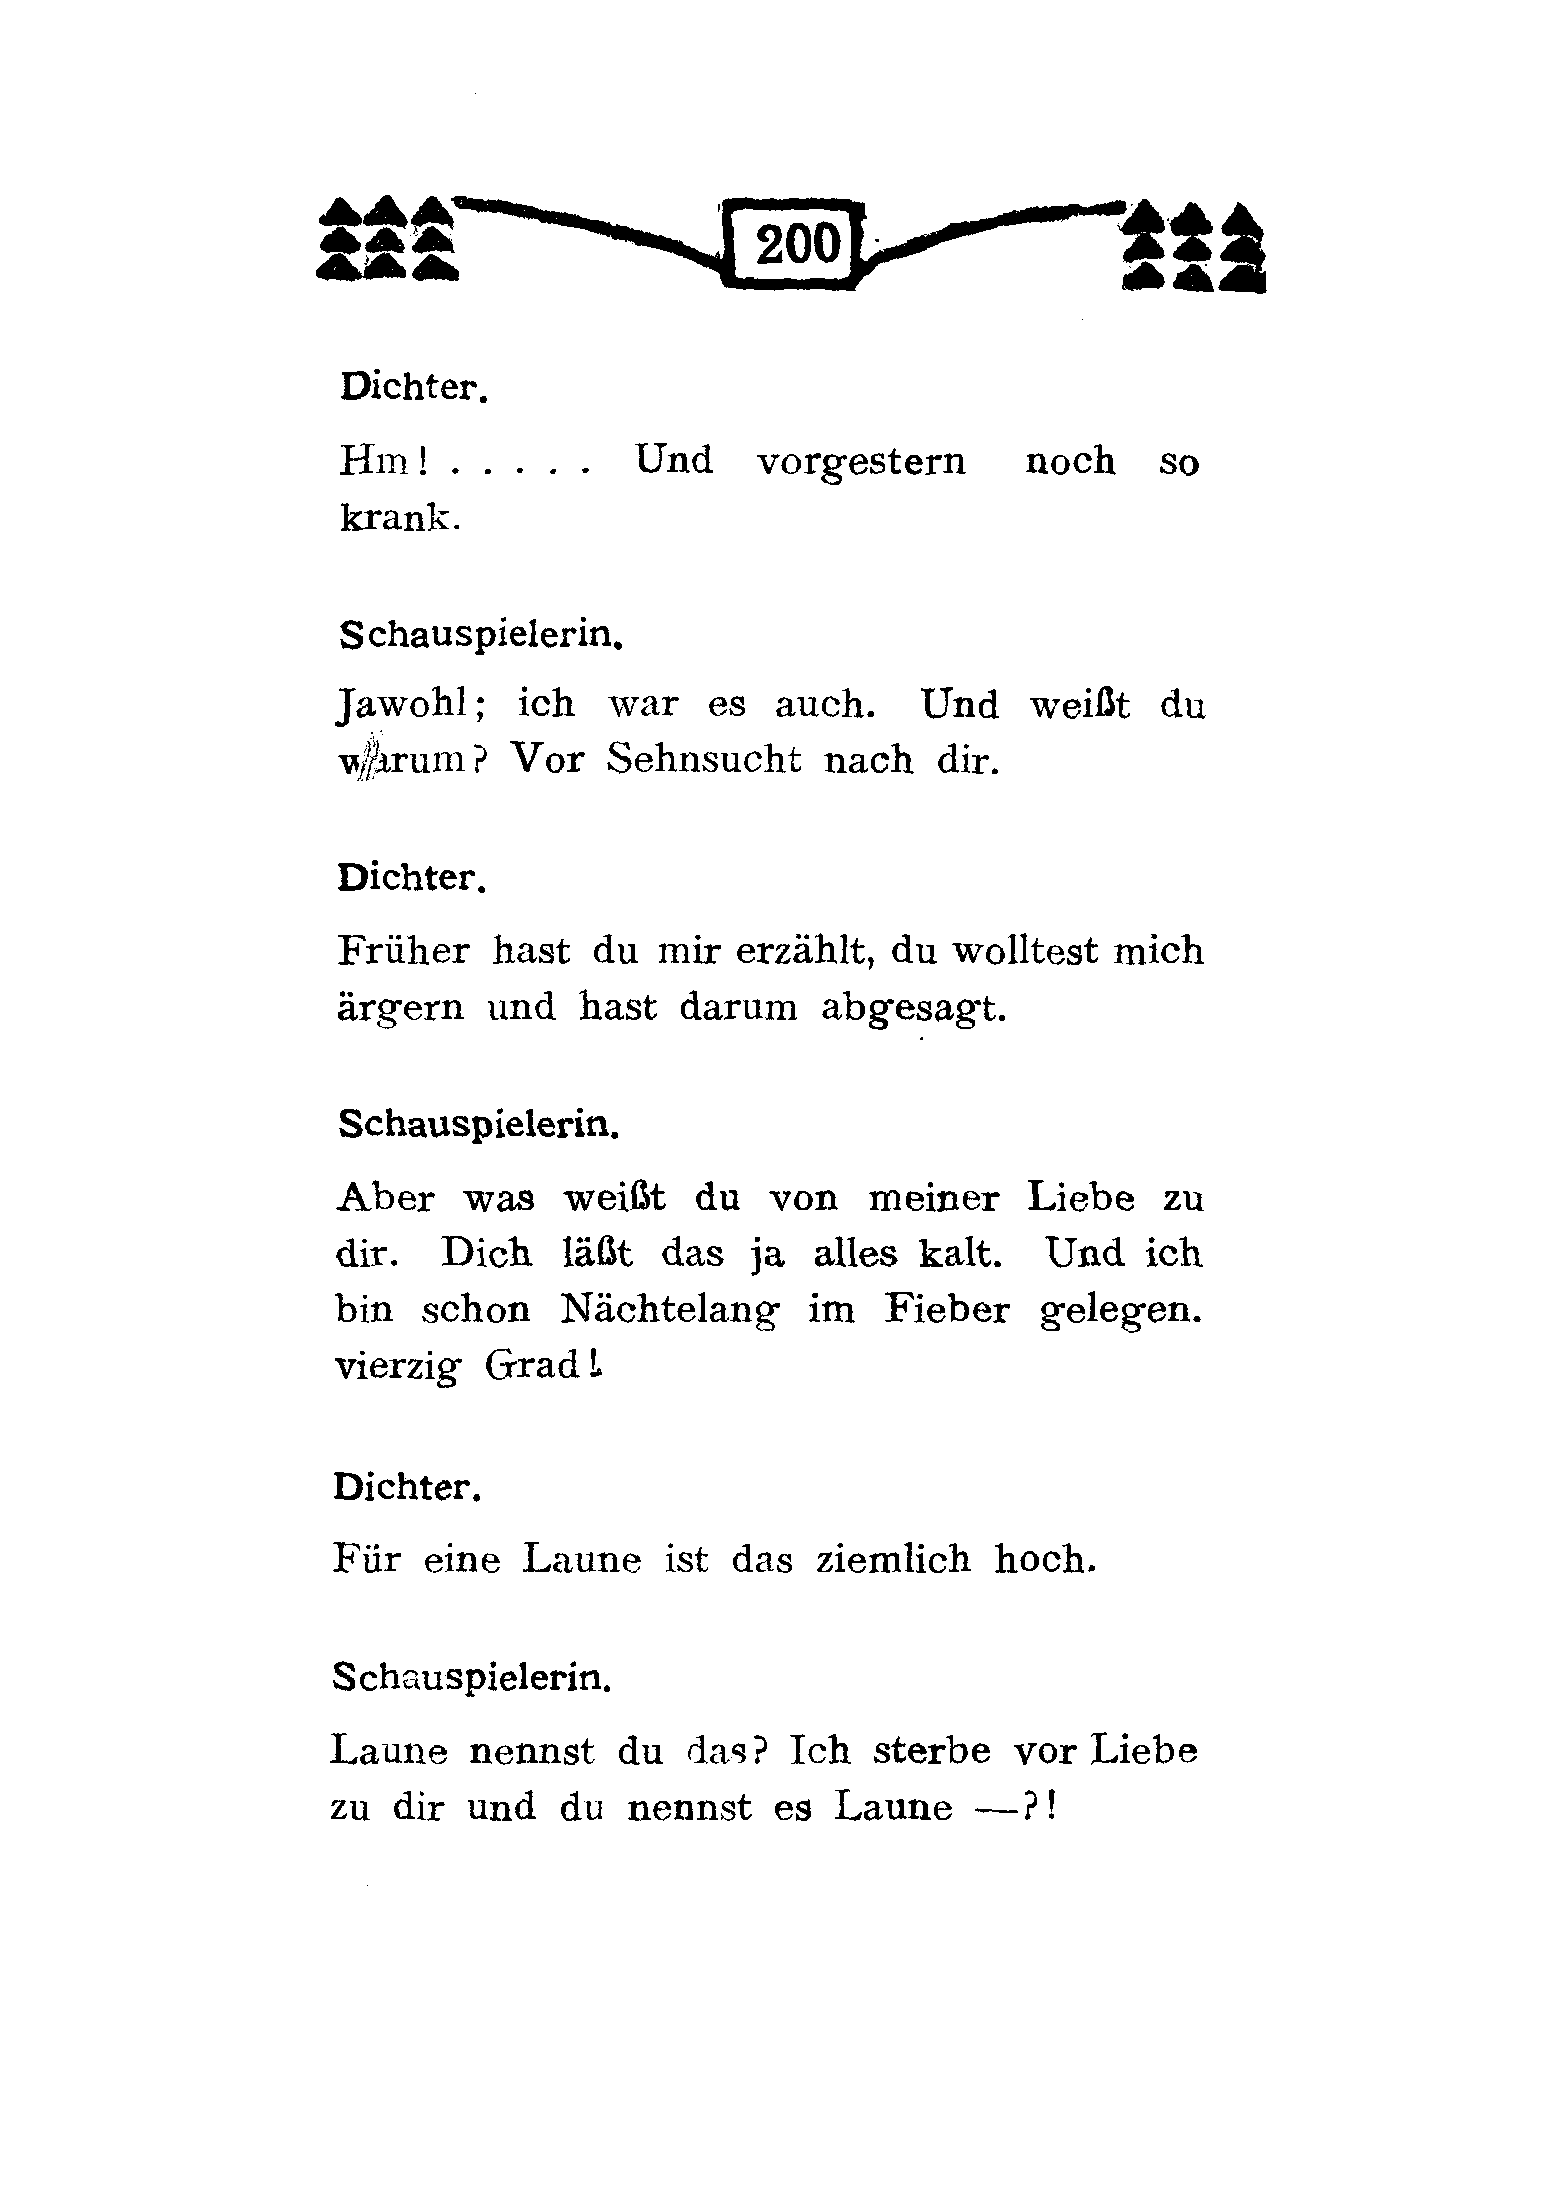 200
Dichter.
Hm! . . . . . Und vorgestern noch so
krank.
Schauspielerin.
Jawohl; ich war es auch. Und weißt du
warum? Vor Sehnsucht nach dir.
Dichter.
Früher hast du mir erzählt, du wolltest mich
ärgern und hast darum abgesagt.
Schauspielerin.
Aber was weißt du von meiner Liebe zu
dir. Dich läßt das ja alles kalt. Und ich
bin schon Nächtelang im Fieber gelegen.
vierzig Grad!
Dichter.
Für eine Laune ist das ziemlich hoch.
Schauspielerin.
Laune nennst du das? Ich sterbe vor Liebe
zu dir und du nennst es Laune —?!